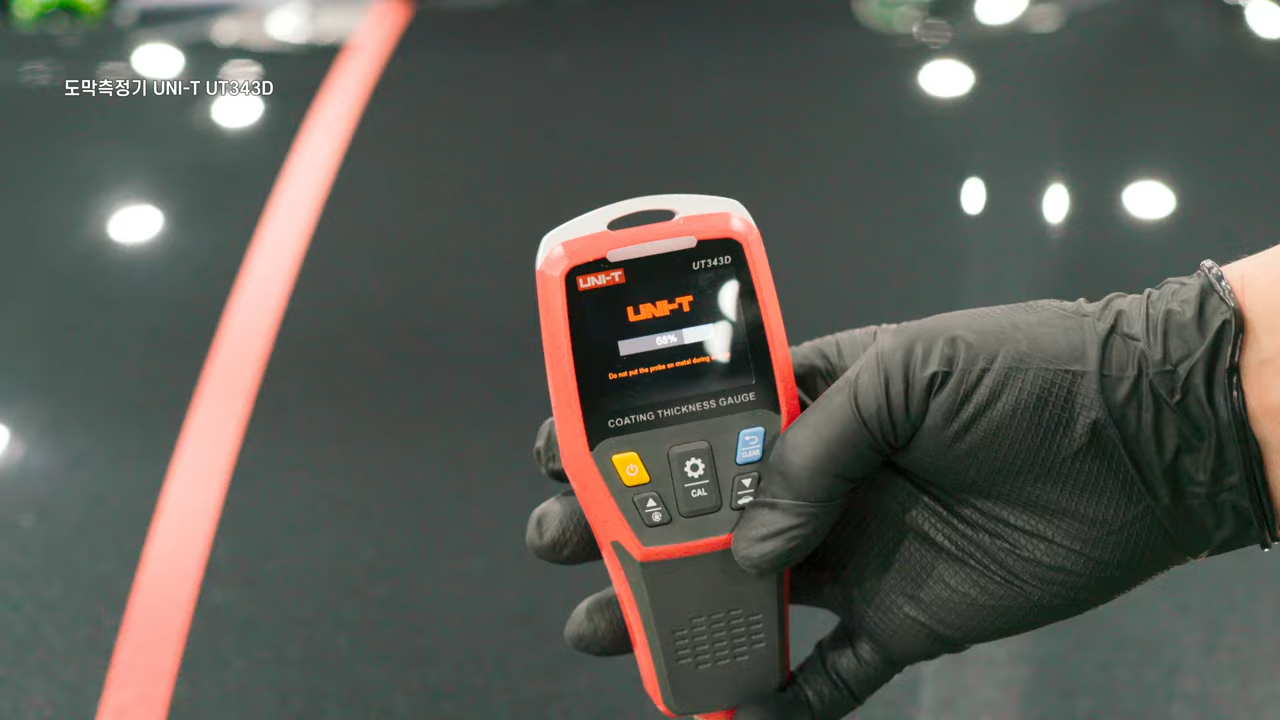 도막측정기 UNI-T UT343D
UNI-T
UT343D
UNI-T
68%
Do not put the probe on metal during
COATING THICKNESS GAUGE
CLEAR
CAL